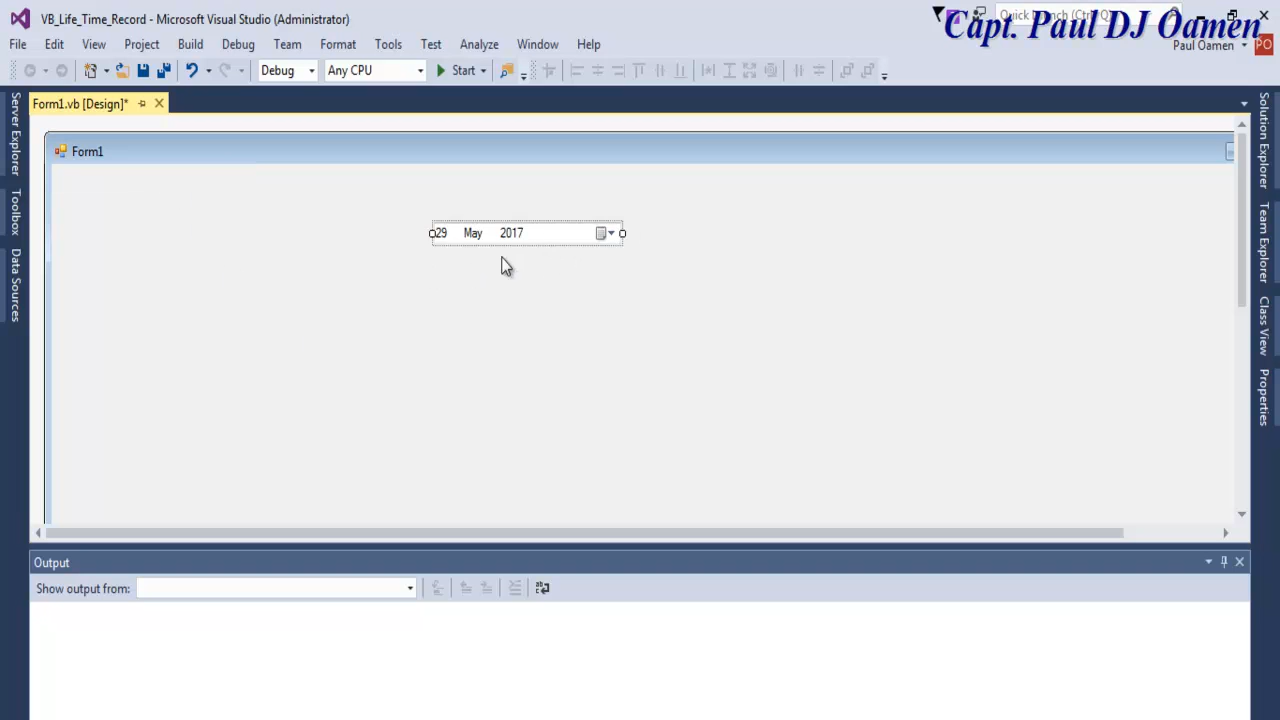 VB_Life_Time_Record - Microsoft Visual Studio (Administrator)
Capt. Paul DJ Oamen
File Edit View Project Build Debug Team Format Tools Test Analyze Window Help
Paul Oamen PO
Debug Any CPU Start
Form1.vb [Design]*
Form1
29 May 2017
Server Explorer
Toolbox
Data Sources
Solution Explorer
Team Explorer
Class View
Properties
Output
Show output from: